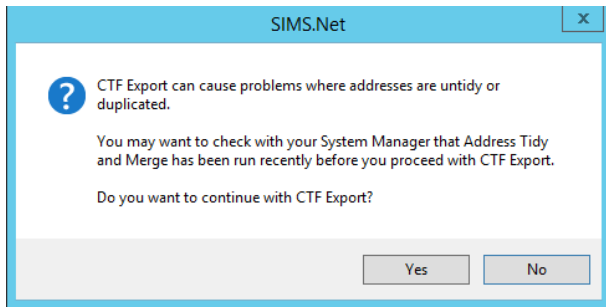 SIMS.Net
x
?
CTF Export can cause problems where addresses are untidy or
duplicated.
You may want to check with your System Manager that Address Tidy
and Merge has been run recently before you proceed with CTF Export.
Do you want to continue with CTF Export?
Yes
No